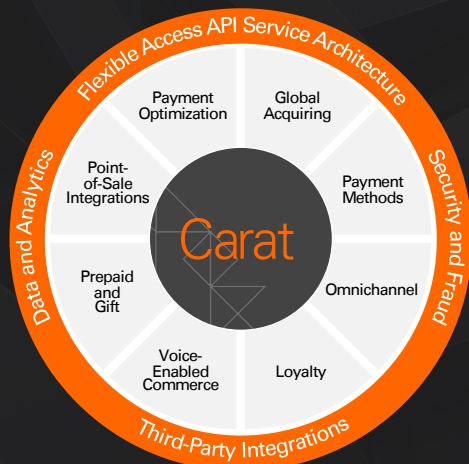 Flexible Access API Service Architecture
Payment
Optimization
Global
Acquiring
Point-
of-Sale
Integrations
Payment
Methods
Data and Analytics
Carat
Security and Fraud
Prepaid
and
Gift
Omnichannel
Voice-
Enabled
Commerce
Loyalty
Third-Party Integrations